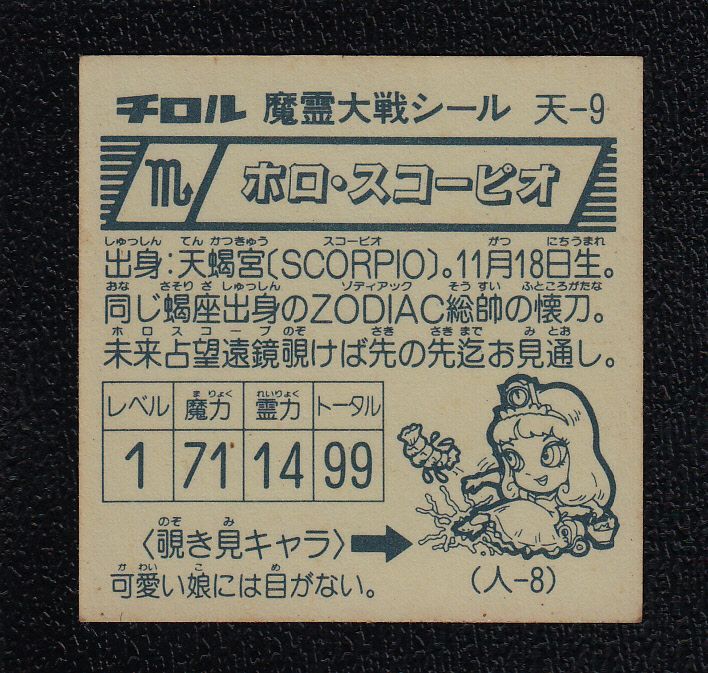 チロル 魔霊大戦シール 天-9
♏ ホロ・スコーピオ
しゅっしん てんかつきゅう スコーピオ がつ にちうまれ
出身:天蝎宮(SCORPIO)。11月18日生。
おな さそりざしゅっしん ゾディアック そうすい ふところがたな
同じ蝎座出身のZODIAC総帥の懐刀。
ホロスコープのぞ さき さきまで みとお
未来占望遠鏡覗けば先の先迄お見通し。
まりょく れいりょく
レベル 魔力 霊力 トータル
1 71 14 99
のぞ み
〈覗き見キャラ〉
かわい こ め
可愛い娘には目がない。
(人-8)